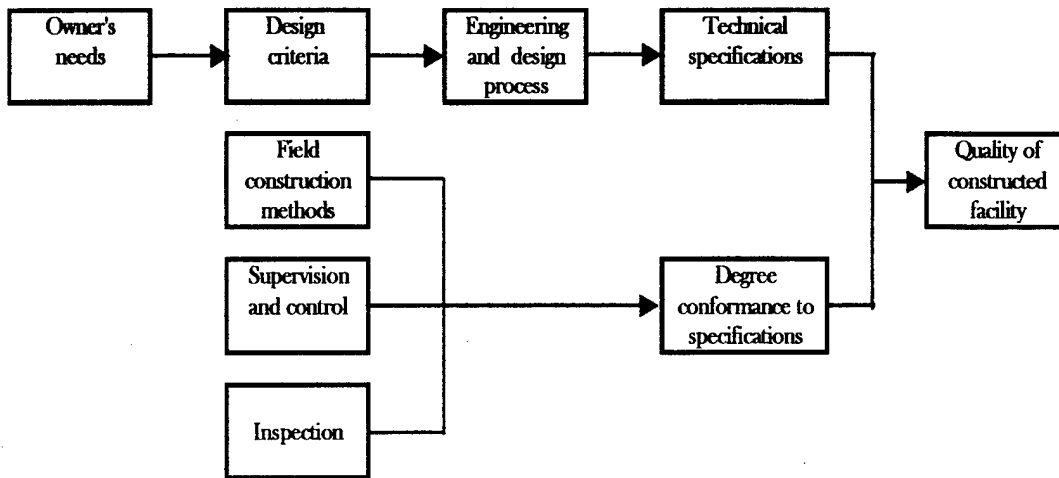 Owner's
needs
Design
criteria
Engineering
and design
process
Technical
specifications
Field
construction
methods
Quality of
constructed
facility
Supervision
and control
Degree
conformance to
specifications
Inspection